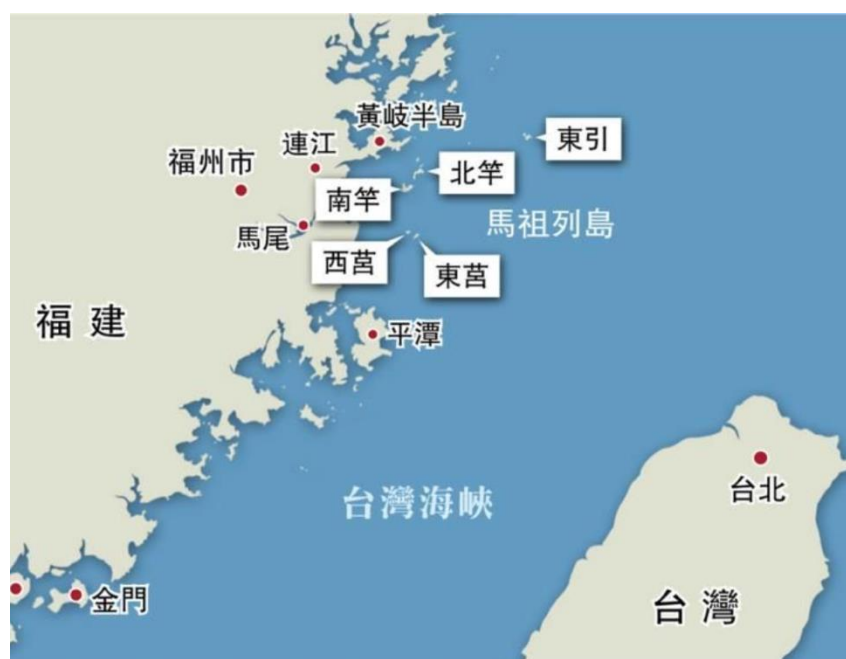 黃岐半島
東引
連江
福州市
北竿
南竿
馬祖列島
馬尾
西莒
東莒
福建
平潭
台灣海峽
台北
金門
台灣